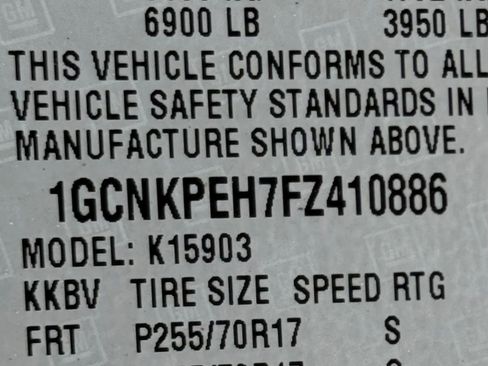 6900 LB 3950 LB
THIS VEHICLE CONFORMS TO ALL
VEHICLE SAFETY STANDARDS IN
MANUFACTURE SHOWN ABOVE.
1GCNKPEH7FZ410886
MODEL: K15903
KKBV TIRE SIZE SPEED RTG
FRT P255/70R17 S